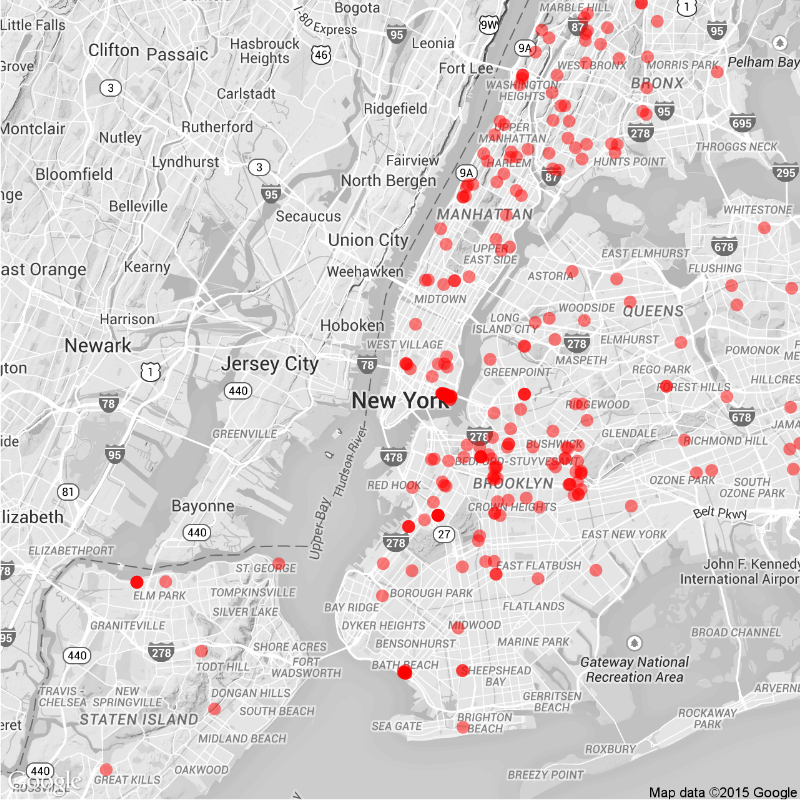 Little Falls
Bogota
MARBLE HILL
1
I-80 Express
9W
87
95
95
Clifton
Passaic
Hasbrouck
Heights
46
Leonia
9A
Pelham Bay
Grove
Fort Lee
WEST BRONX
MORRIS PARK
3
WASHINGTON
HEIGHTS
BRONX
Carlstadt
Ridgefield
95
Montclair
Nutley
Rutherford
UPPER
MANHATTAN
278
695
THROGGS NECK
Lyndhurst
3
Fairview
HARLEM
HUNTS POINT
Bloomfield
North Bergen
9A
87
295
nge
95
Belleville
Secaucus
MANHATTAN
WHITESTONE
Union City
UPPER
EAST SIDE
678
EAST ELMHURST
East Orange
Kearny
Weehawken
ASTORIA
FLUSHING
MIDTOWN
WOODSIDE
QUEENS
Harrison
Hoboken
LONG
ISLAND CITY
Newark
WEST VILLAGE
278
ELMHURST
POMONOK
MASPETH
1
Jersey City
78
GREENPOINT
REGO PARK
HILLCREST
440
FOREST HILLS
78
New York
RIDGEWOOD
678
JAMA
GREENVILLE
278
BUSHWICK
GLENDALE
RICHMOND HILL
95
478
BEDFORD-STUYVESANT
Hudson River
RED HOOK
BROOKLYN
OZONE PARK
SOUTH
OZONE PARK
81
Bayonne
CROWN HEIGHTS
Belt Pkwy
Elizabeth
440
Upper Bay
27
EAST NEW YORK
278
ELIZABETHPORT
John F. Kennedy
International Airport
78
ST. GEORGE
EAST FLATBUSH
ELM PARK
TOMPKINSVILLE
BOROUGH PARK
SILVER LAKE
BAY RIDGE
FLATLANDS
GRANITEVILLE
DYKER HEIGHTS
MIDWOOD
BROAD CHANNEL
95
278
SHORE ACRES
BENSONHURST
MARINE PARK
440
TODT HILL
FORT
WADSWORTH
BATH BEACH
SHEEPSHEAD
BAY
Gateway National
Recreation Area
TRAVIS -
CHELSEA
NEW
SPRINGVILLE
DONGAN HILLS
ARVERNE
GERRITSEN
BEACH
STATEN ISLAND
SOUTH BEACH
SEA GATE
BRIGHTON
BEACH
ROCKAWAY
PARK
MIDLAND BEACH
ROXBURY
440
GREAT KILLS
OAKWOOD
BREEZY POINT
Google
ROSSVILLE
Map data ©2015 Google